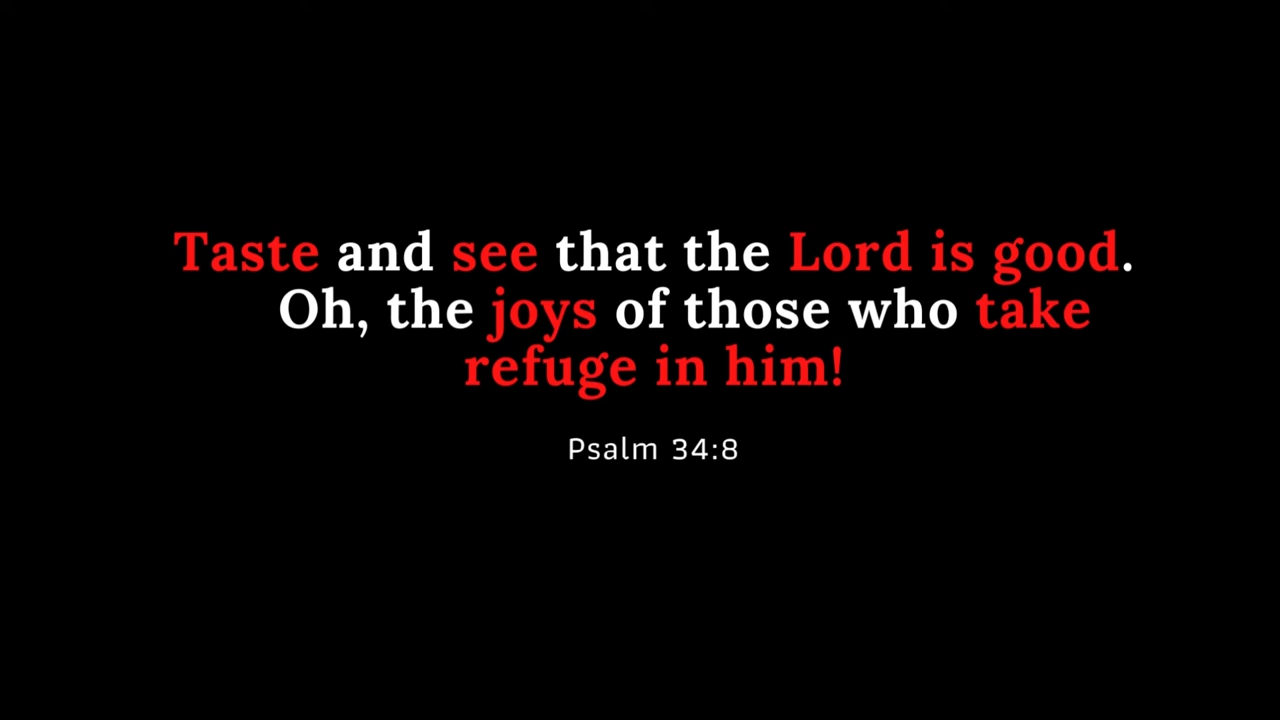 Taste and see that the Lord is good.
Oh, the joys of those who take
refuge in him!
Psalm 34:8